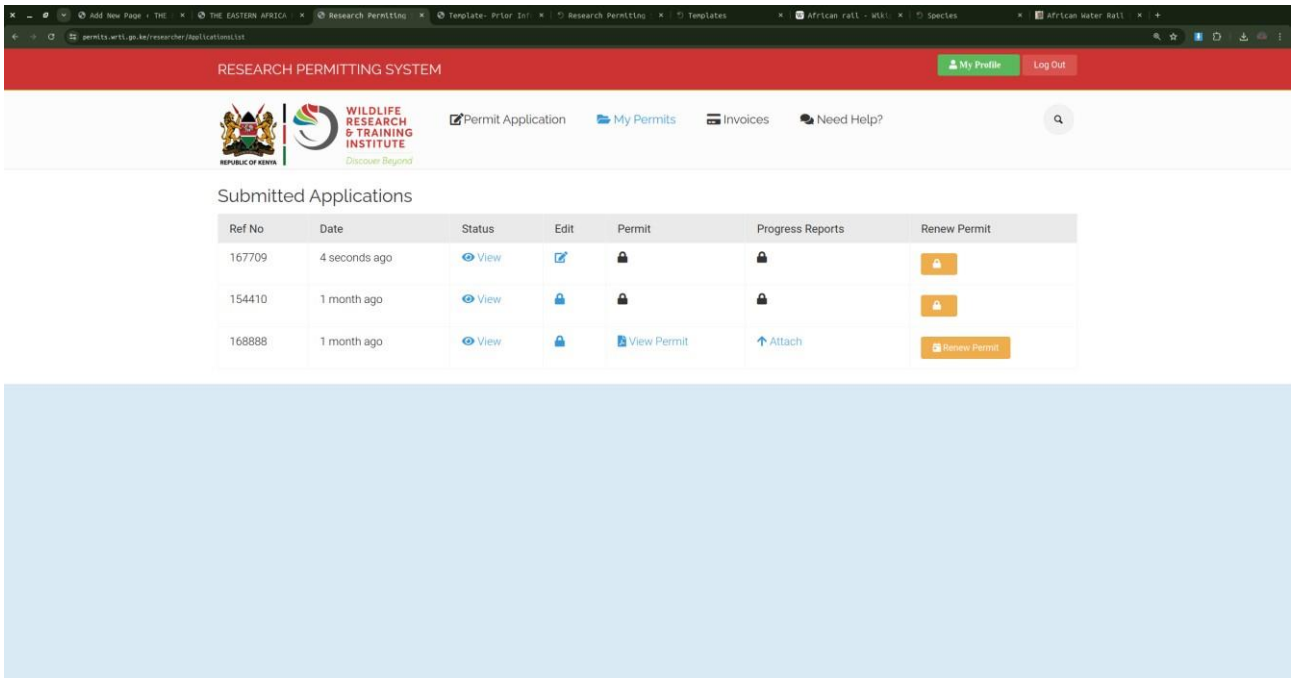 Add New Page ‹ THE
THE EASTERN AFRICA
Research Permitting
Template- Prior Inf
Research Permitting
Templates
African rail - Wiki
Species
African Water Rail
permits.wrti.go.ke/researcher/ApplicationsList
RESEARCH PERMITTING SYSTEM
My Profile
Log Out
REPUBLIC OF KENYA
WILDLIFE
RESEARCH
& TRAINING
INSTITUTE
Discover Beyond
Permit Application
My Permits
Invoices
Need Help?
Submitted Applications
Ref No Date Status Edit Permit Progress Reports Renew Permit
167709 4 seconds ago View
154410 1 month ago View
168888 1 month ago View View Permit Attach Renew Permit